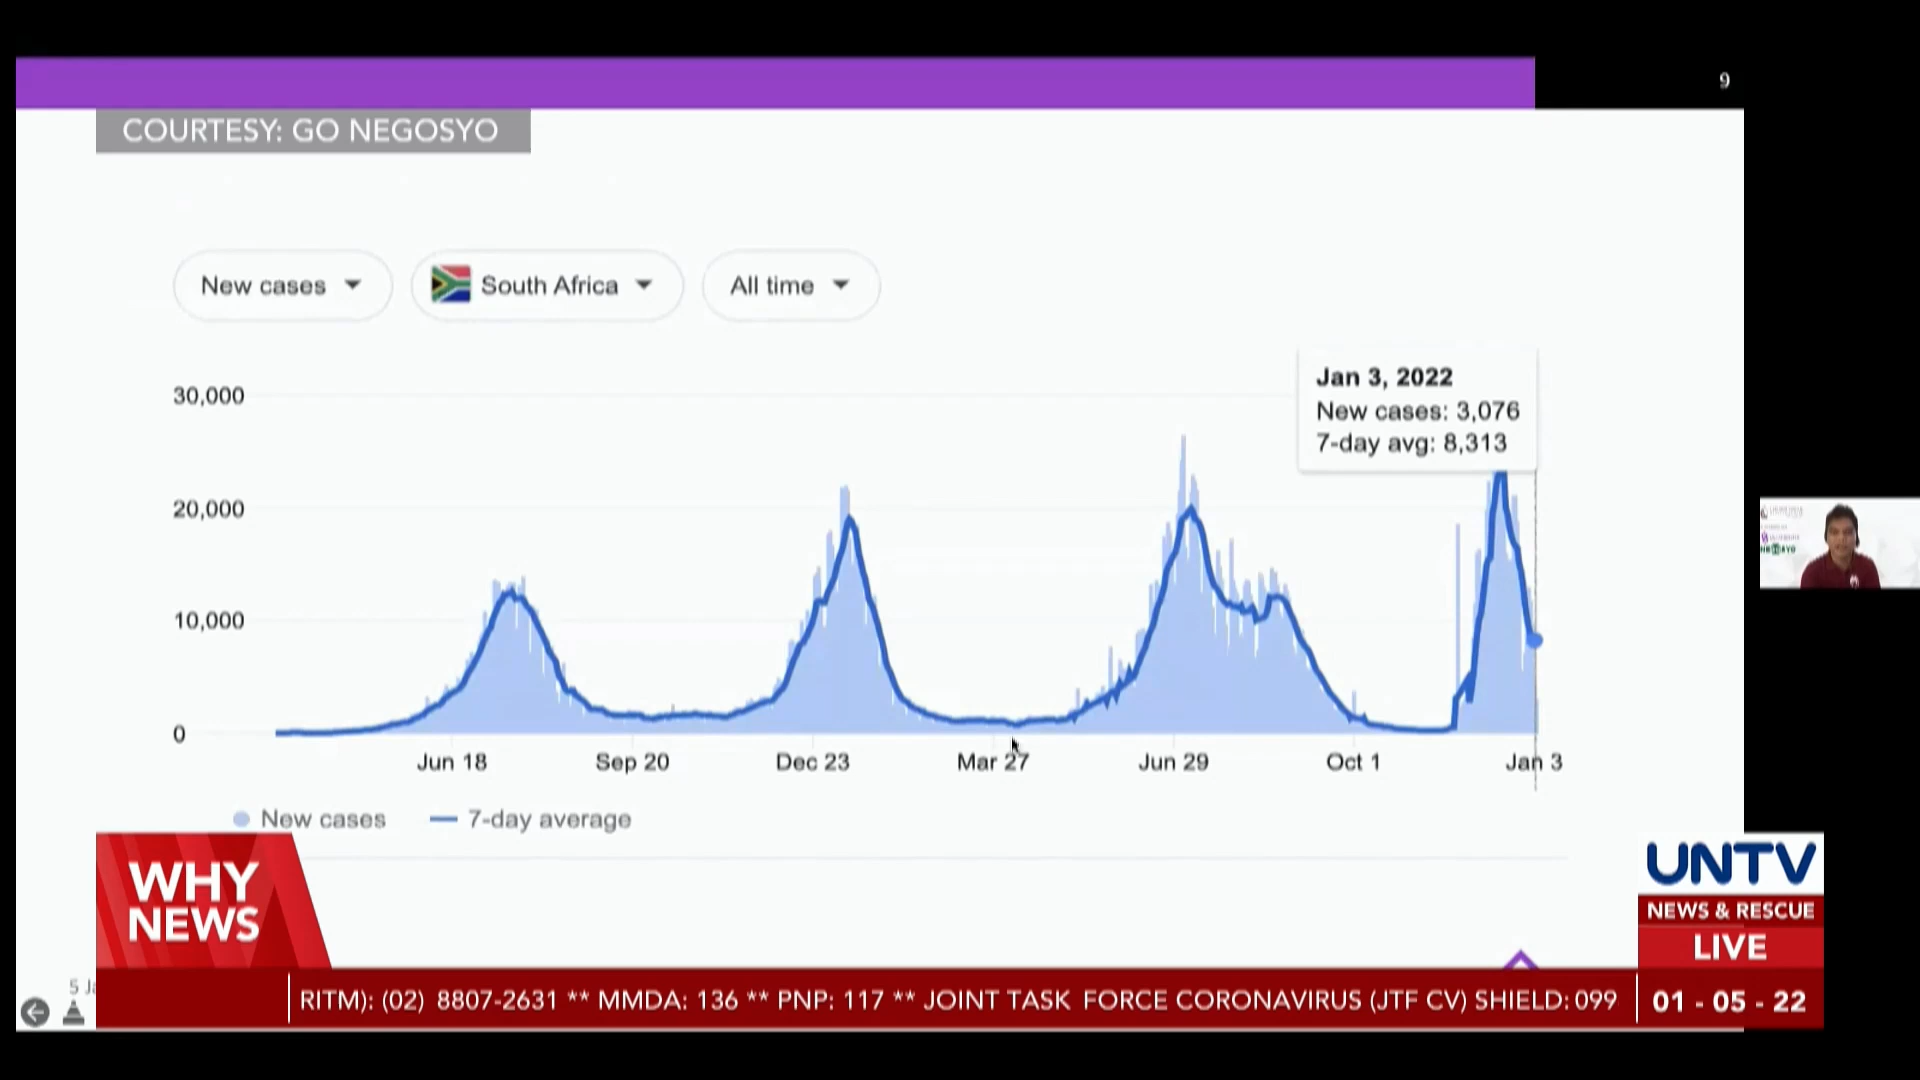 9
COURTESY: GO NEGOSYO
New cases
South Africa
All time
Jan 3, 2022
New cases: 3,076
7-day avg: 8,313
30,000
20,000
10,000
0
Jun 18
Sep 20
Dec 23
Mar 27
Jun 29
Oct 1
Jan 3
New cases
7-day average
WHY
NEWS
UNTV
NEWS & RESCUE
LIVE
RITM): (02) 8807-2631 ** MMDA: 136 ** PNP: 117 ** JOINT TASK FORCE CORONAVIRUS (JTF CV) SHIELD: 099
01 - 05 - 22